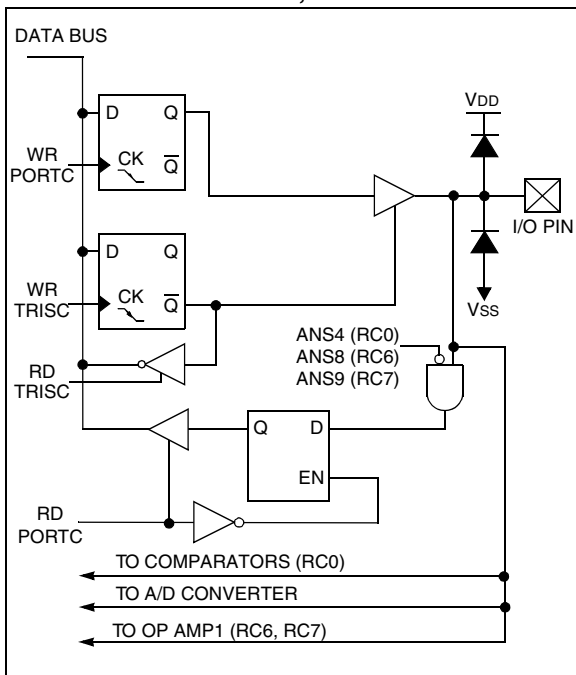 DATA BUS
D Q
WR
PORTC
CK
Q
VDD
I/O PIN
D Q
WR
TRISC
CK
Q
VSS
ANS4 (RC0)
ANS8 (RC6)
ANS9 (RC7)
RD
TRISC
Q D
EN
RD
PORTC
TO COMPARATORS (RC0)
TO A/D CONVERTER
TO OP AMP1 (RC6, RC7)